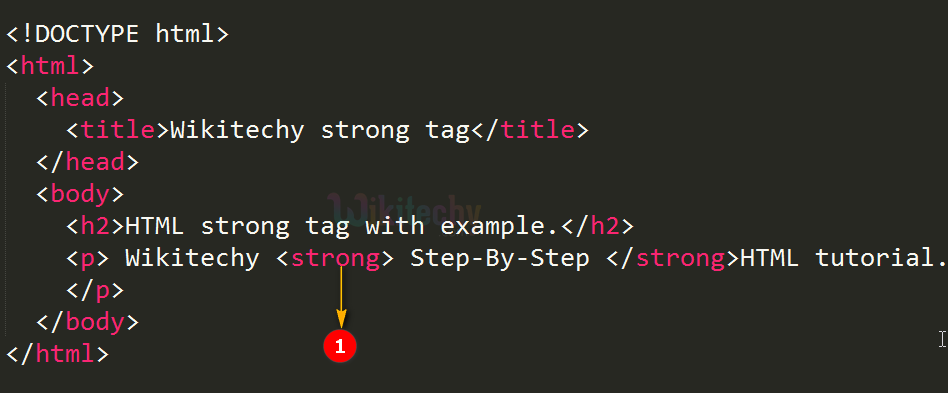 <!DOCTYPE html>
<html>
<head>
<title>Wikitechy strong tag</title>
</head>
<body>
Wikitechy
<h2>HTML strong tag with example.</h2>
<p> Wikitechy <strong> Step-By-Step </strong>HTML tutorial.
</p>
</body>
1
</html>